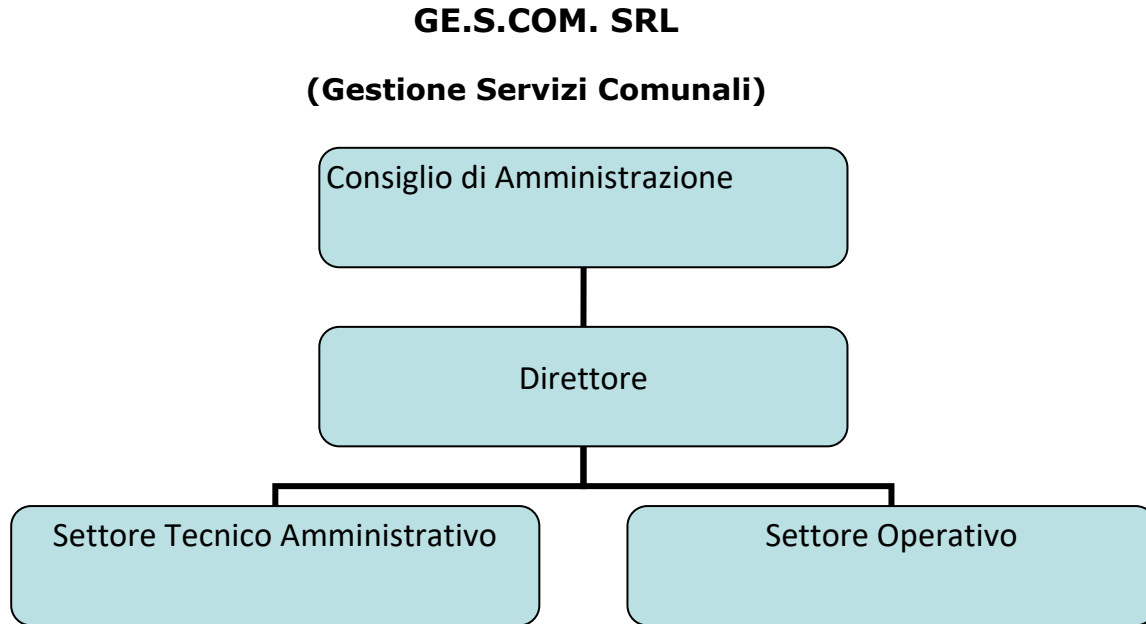 GE.S.COM. SRL
(Gestione Servizi Comunali)
Consiglio di Amministrazione
Direttore
Settore Tecnico Amministrativo
Settore Operativo